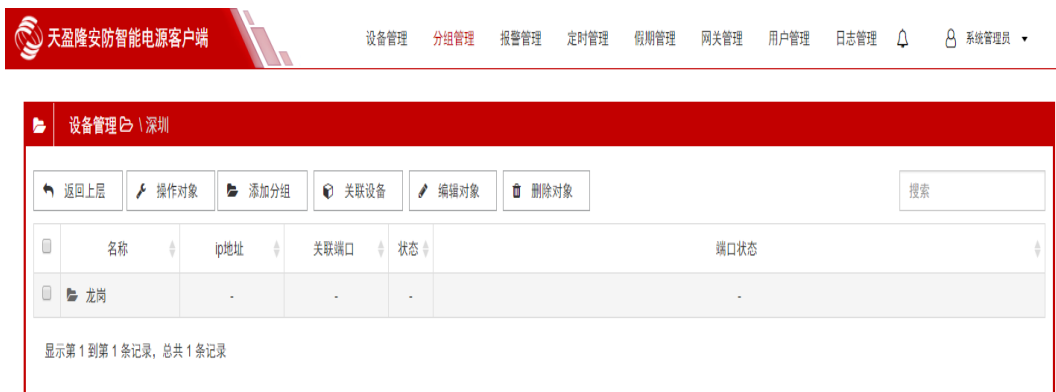 天盈隆安防智能电源客户端 设备管理 分组管理 报警管理 定时管理 假期管理 网关管理 用户管理 日志管理 系统管理员
设备管理 \ 深圳
返回上层 操作对象 添加分组 关联设备 编辑对象 删除对象 搜索
名称 ip地址 关联端口 状态 端口状态
龙岗 - - - -
显示第 1 到第 1 条记录，总共 1 条记录